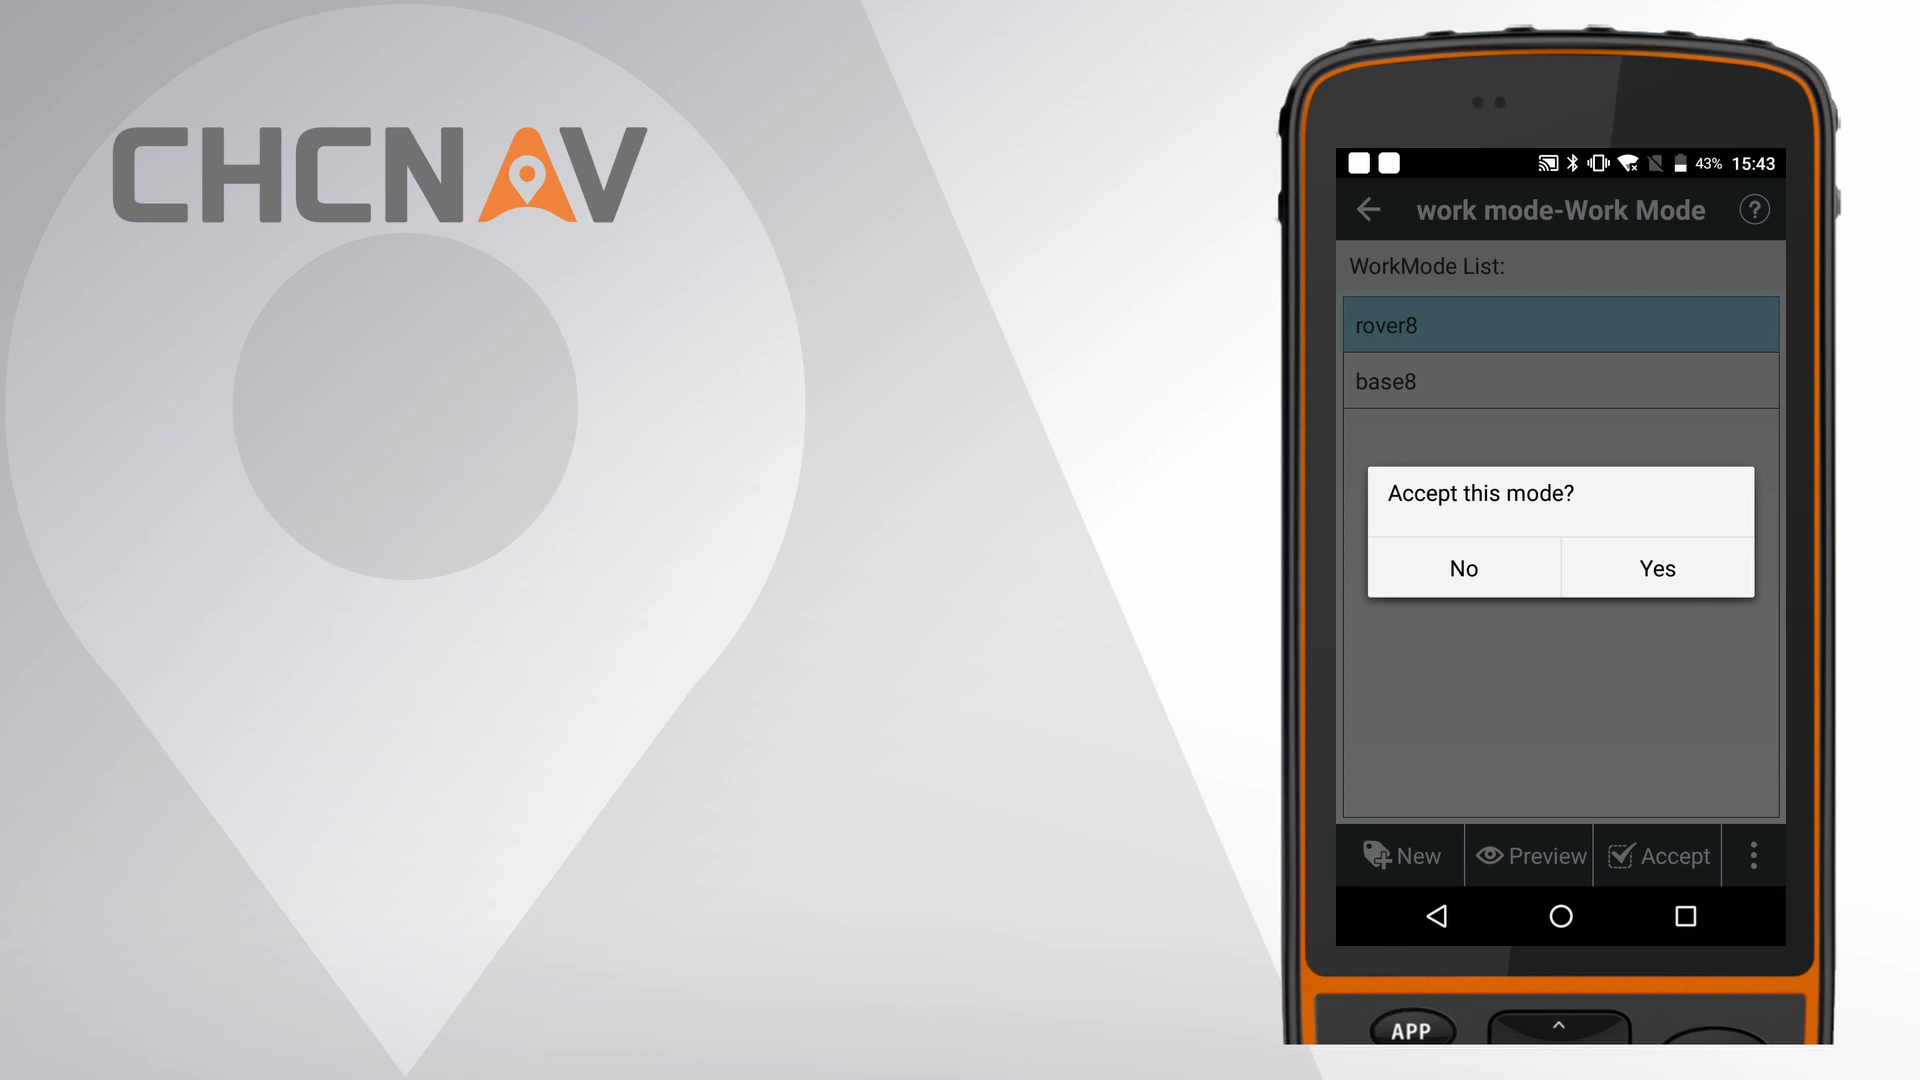 CHCNAV
43% 15:43
work mode-Work Mode ?
WorkMode List:
rover8
base8
Accept this mode?
No Yes
New Preview Accept
APP